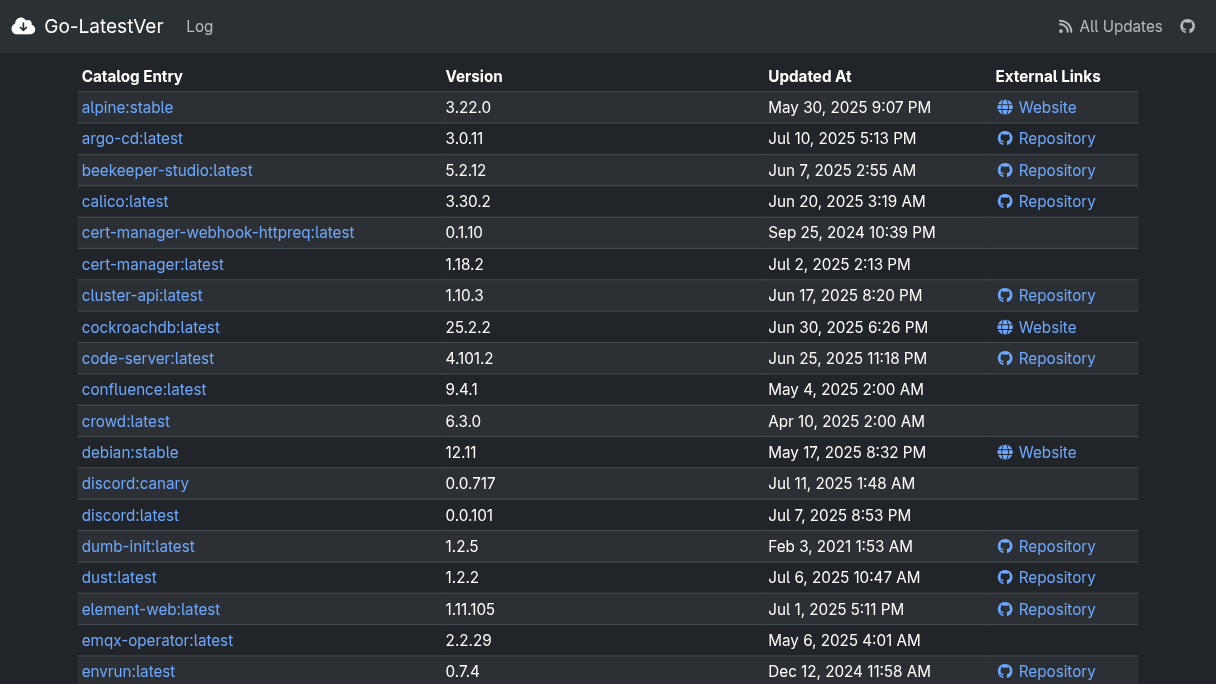 Go-LatestVer Log All Updates
Catalog Entry Version Updated At External Links
alpine:stable 3.22.0 May 30, 2025 9:07 PM Website
argo-cd:latest 3.0.11 Jul 10, 2025 5:13 PM Repository
beekeeper-studio:latest 5.2.12 Jun 7, 2025 2:55 AM Repository
calico:latest 3.30.2 Jun 20, 2025 3:19 AM Repository
cert-manager-webhook-httpreq:latest 0.1.10 Sep 25, 2024 10:39 PM
cert-manager:latest 1.18.2 Jul 2, 2025 2:13 PM
cluster-api:latest 1.10.3 Jun 17, 2025 8:20 PM Repository
cockroachdb:latest 25.2.2 Jun 30, 2025 6:26 PM Website
code-server:latest 4.101.2 Jun 25, 2025 11:18 PM Repository
confluence:latest 9.4.1 May 4, 2025 2:00 AM
crowd:latest 6.3.0 Apr 10, 2025 2:00 AM
debian:stable 12.11 May 17, 2025 8:32 PM Website
discord:canary 0.0.717 Jul 11, 2025 1:48 AM
discord:latest 0.0.101 Jul 7, 2025 8:53 PM
dumb-init:latest 1.2.5 Feb 3, 2021 1:53 AM Repository
dust:latest 1.2.2 Jul 6, 2025 10:47 AM Repository
element-web:latest 1.11.105 Jul 1, 2025 5:11 PM Repository
emqx-operator:latest 2.2.29 May 6, 2025 4:01 AM
envrun:latest 0.7.4 Dec 12, 2024 11:58 AM Repository